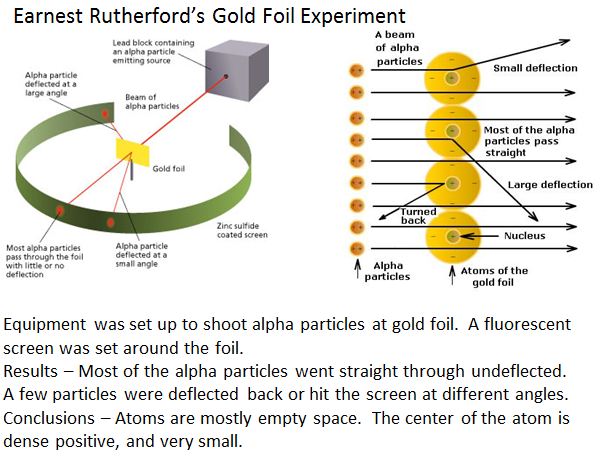 Earnest Rutherford's Gold Foil Experiment
Lead block containing
an alpha particle
emitting source
Alpha particle
deflected at a
large angle
Beam of
alpha particles
Gold foil
Zinc sulfide
coated screen
Most alpha particles
pass through the foil
with little or no
deflection
Alpha particle
deflected at a
small angle
A beam
of alpha
particles
Small deflection
Most of the alpha
particles pass
straight
Large deflection
Turned
back
Nucleus
Alpha
particles
Atoms of the
gold foil
Equipment was set up to shoot alpha particles at gold foil. A fluorescent
screen was set around the foil.
Results – Most of the alpha particles went straight through undeflected.
A few particles were deflected back or hit the screen at different angles.
Conclusions – Atoms are mostly empty space. The center of the atom is
dense positive, and very small.